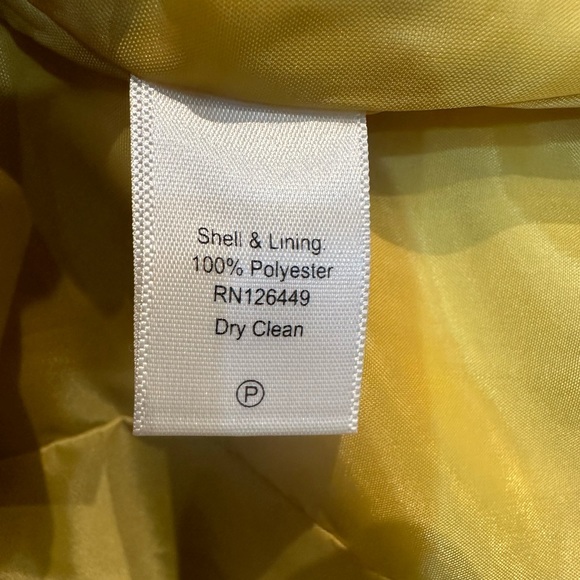 Shell & Lining:
100% Polyester
RN126449
Dry Clean
P